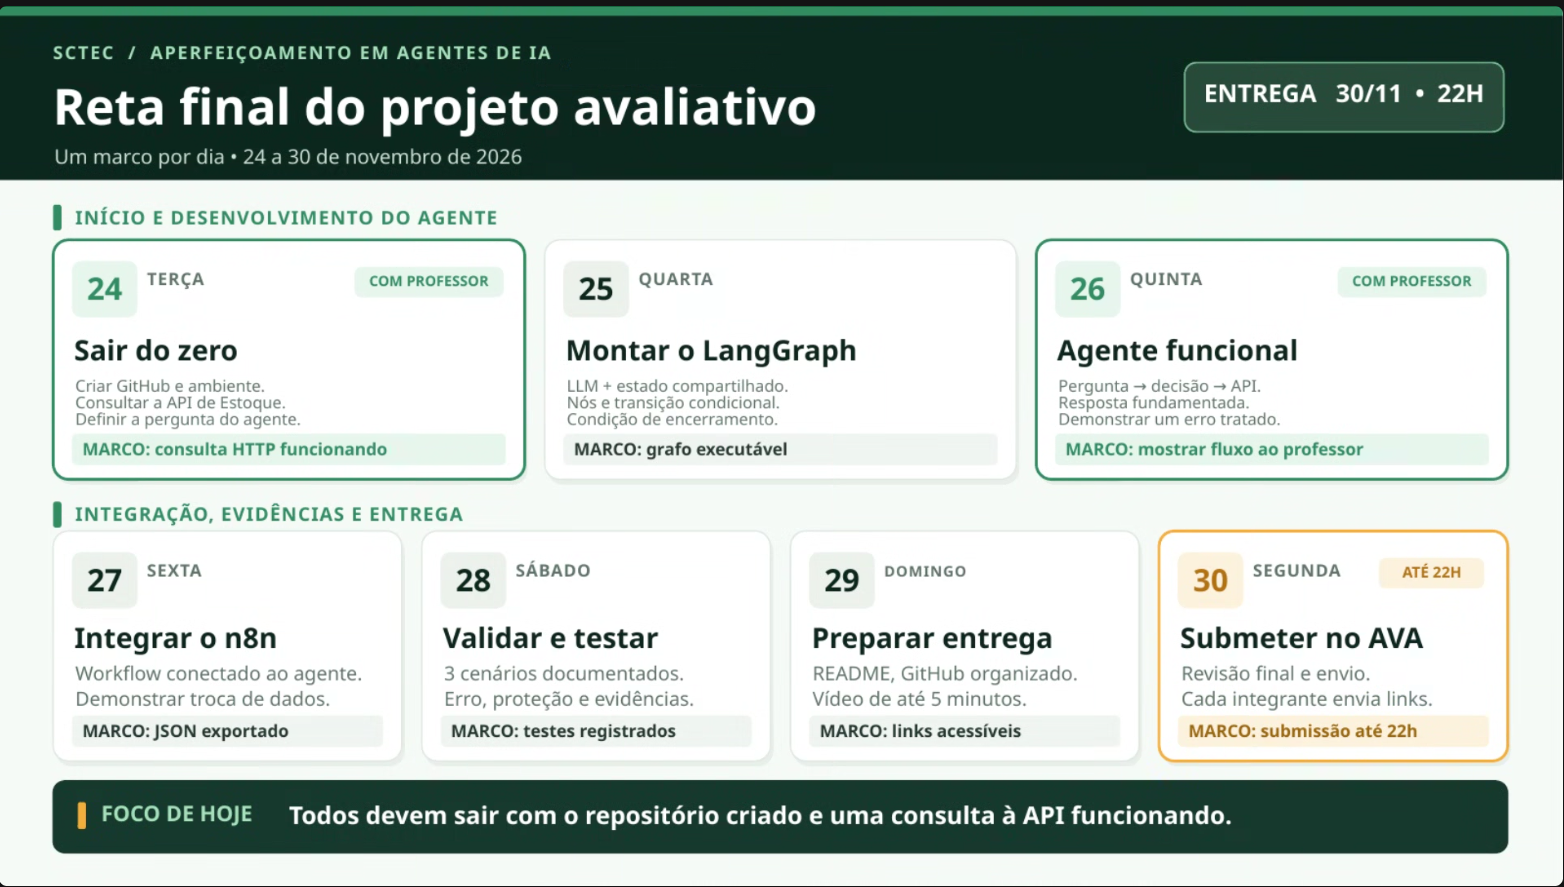 SCTEC / APERFEIÇOAMENTO EM AGENTES DE IA
Reta final do projeto avaliativo
Um marco por dia • 24 a 30 de novembro de 2026
ENTREGA 30/11 • 22H
INÍCIO E DESENVOLVIMENTO DO AGENTE
24 TERÇA COM PROFESSOR
Sair do zero
Criar GitHub e ambiente.
Consultar a API de Estoque.
Definir a pergunta do agente.
MARCO: consulta HTTP funcionando
25 QUARTA
Montar o LangGraph
LLM + estado compartilhado.
Nós e transição condicional.
Condição de encerramento.
MARCO: grafo executável
26 QUINTA COM PROFESSOR
Agente funcional
Pergunta → decisão → API.
Resposta fundamentada.
Demonstrar um erro tratado.
MARCO: mostrar fluxo ao professor
INTEGRAÇÃO, EVIDÊNCIAS E ENTREGA
27 SEXTA
Integrar o n8n
Workflow conectado ao agente.
Demonstrar troca de dados.
MARCO: JSON exportado
28 SÁBADO
Validar e testar
3 cenários documentados.
Erro, proteção e evidências.
MARCO: testes registrados
29 DOMINGO
Preparar entrega
README, GitHub organizado.
Vídeo de até 5 minutos.
MARCO: links acessíveis
30 SEGUNDA ATÉ 22H
Submeter no AVA
Revisão final e envio.
Cada integrante envia links.
MARCO: submissão até 22h
FOCO DE HOJE Todos devem sair com o repositório criado e uma consulta à API funcionando.